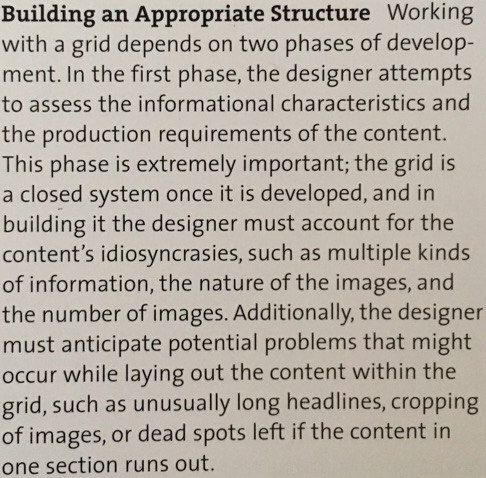 Building an Appropriate Structure Working
with a grid depends on two phases of develop-
ment. In the first phase, the designer attempts
to assess the informational characteristics and
the production requirements of the content.
This phase is extremely important; the grid is
a closed system once it is developed, and in
building it the designer must account for the
content’s idiosyncrasies, such as multiple kinds
of information, the nature of the images, and
the number of images. Additionally, the designer
must anticipate potential problems that might
occur while laying out the content within the
grid, such as unusually long headlines, cropping
of images, or dead spots left if the content in
one section runs out.